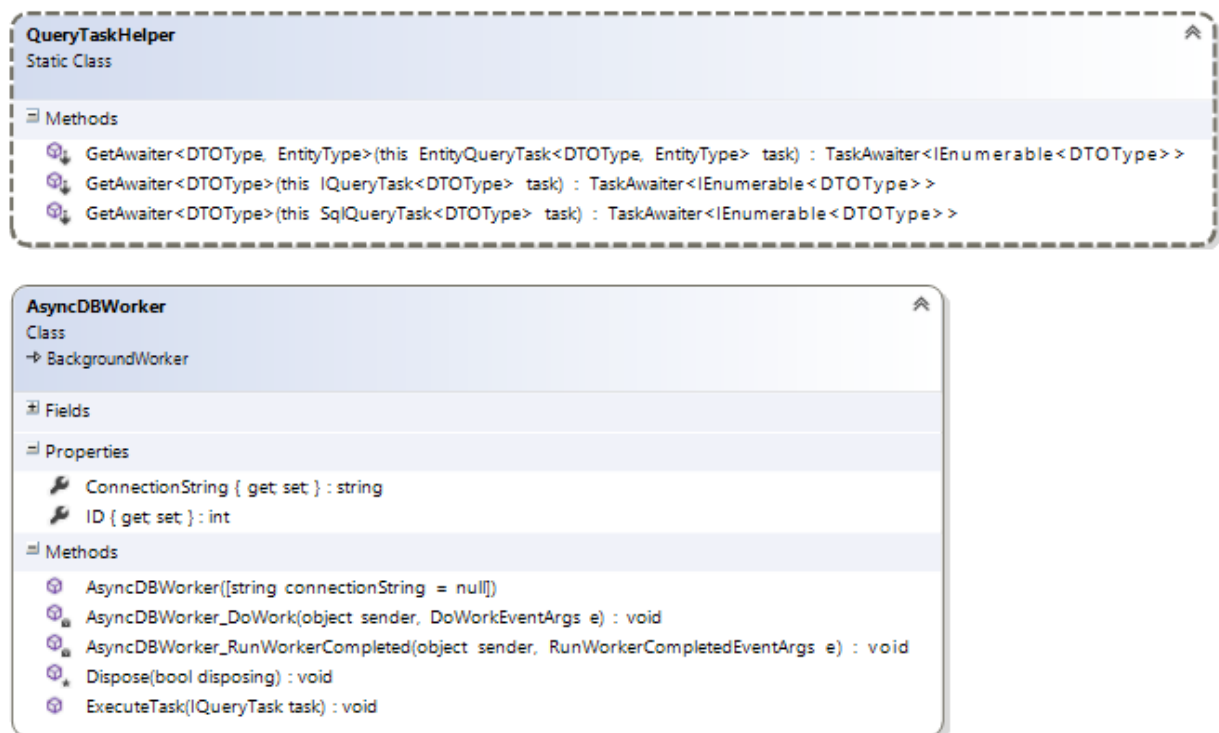 QueryTaskHelper
Static Class
Methods
GetAwaiter<DTOType, EntityType>(this EntityQueryTask<DTOType, EntityType> task) : TaskAwaiter<IEnumerable<DTOType>>
GetAwaiter<DTOType>(this IQueryTask<DTOType> task) : TaskAwaiter<IEnumerable<DTOType>>
GetAwaiter<DTOType>(this SqlQueryTask<DTOType> task) : TaskAwaiter<IEnumerable<DTOType>>
AsyncDBWorker
Class
BackgroundWorker
Fields
Properties
ConnectionString { get; set; } : string
ID { get; set; } : int
Methods
AsyncDBWorker([string connectionString = null])
AsyncDBWorker_DoWork(object sender, DoWorkEventArgs e) : void
AsyncDBWorker_RunWorkerCompleted(object sender, RunWorkerCompletedEventArgs e) : void
Dispose(bool disposing) : void
ExecuteTask(IQueryTask task) : void